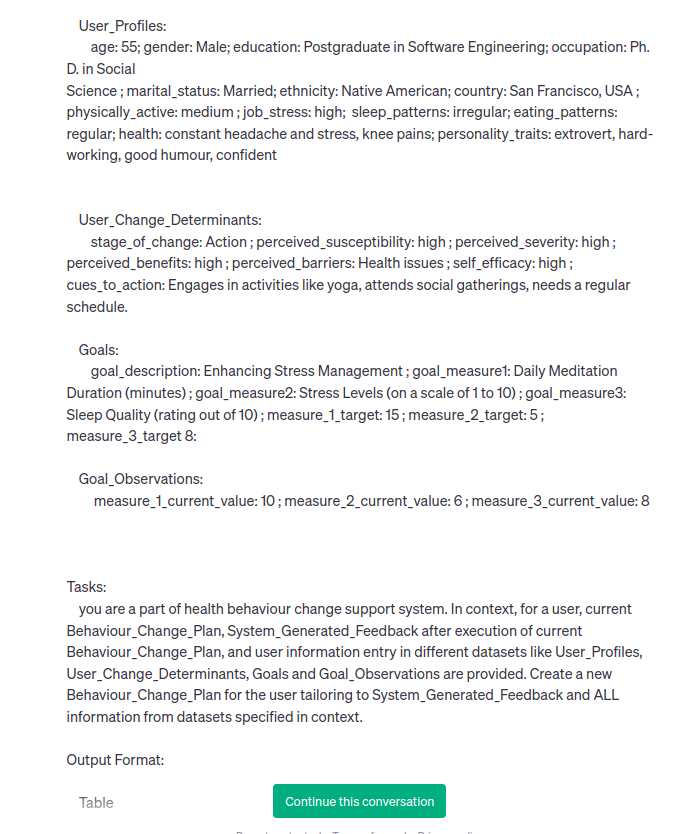 User_Profiles:
age: 55; gender: Male; education: Postgraduate in Software Engineering; occupation: Ph.
D. in Social
Science ; marital_status: Married; ethnicity: Native American; country: San Francisco, USA ;
physically_active: medium ; job_stress: high; sleep_patterns: irregular; eating_patterns:
regular; health: constant headache and stress, knee pains; personality_traits: extrovert, hard-
working, good humour, confident
User_Change_Determinants:
stage_of_change: Action ; perceived_susceptibility: high ; perceived_severity: high ;
perceived_benefits: high ; perceived_barriers: Health issues ; self_efficacy: high ;
cues_to_action: Engages in activities like yoga, attends social gatherings, needs a regular
schedule.
Goals:
goal_description: Enhancing Stress Management ; goal_measure1: Daily Meditation
Duration (minutes) ; goal_measure2: Stress Levels (on a scale of 1 to 10) ; goal_measure3:
Sleep Quality (rating out of 10) ; measure_1_target: 15 ; measure_2_target: 5 ;
measure_3_target 8:
Goal_Observations:
measure_1_current_value: 10 ; measure_2_current_value: 6 ; measure_3_current_value: 8
Tasks:
you are a part of health behaviour change support system. In context, for a user, current
Behaviour_Change_Plan, System_Generated_Feedback after execution of current
Behaviour_Change_Plan, and user information entry in different datasets like User_Profiles,
User_Change_Determinants, Goals and Goal_Observations are provided. Create a new
Behaviour_Change_Plan for the user tailoring to System_Generated_Feedback and ALL
information from datasets specified in context.
Output Format:
Table
Continue this conversation